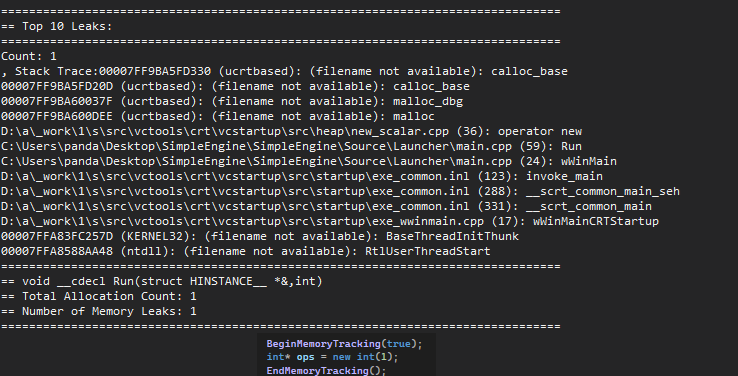 ===================================================================
== Top 10 Leaks:
===================================================================
Count: 1
, Stack Trace:00007FF9BA5FD330 (ucrtbased): (filename not available): calloc_base
00007FF9BA5FD20D (ucrtbased): (filename not available): calloc_base
00007FF9BA60037F (ucrtbased): (filename not available): malloc_dbg
00007FF9BA600DEE (ucrtbased): (filename not available): malloc
D:\a\_work\1\s\src\vctools\crt\vcstartup\src\heap\new_scalar.cpp (36): operator new
C:\Users\panda\Desktop\SimpleEngine\SimpleEngine\Source\Launcher\main.cpp (59): Run
C:\Users\panda\Desktop\SimpleEngine\SimpleEngine\Source\Launcher\main.cpp (24): wWinMain
D:\a\_work\1\s\src\vctools\crt\vcstartup\src\startup\exe_common.inl (123): invoke_main
D:\a\_work\1\s\src\vctools\crt\vcstartup\src\startup\exe_common.inl (288): __scrt_common_main_seh
D:\a\_work\1\s\src\vctools\crt\vcstartup\src\startup\exe_common.inl (331): __scrt_common_main
D:\a\_work\1\s\src\vctools\crt\vcstartup\src\startup\exe_wwinmain.cpp (17): wWinMainCRTStartup
00007FFA83FC257D (KERNEL32): (filename not available): BaseThreadInitThunk
00007FFA8588AA48 (ntdll): (filename not available): RtlUserThreadStart
===================================================================
== void __cdecl Run(struct HINSTANCE__ *&,int)
== Total Allocation Count: 1
== Number of Memory Leaks: 1
===================================================================
BeginMemoryTracking(true);
int* ops = new int(1);
EndMemoryTracking();